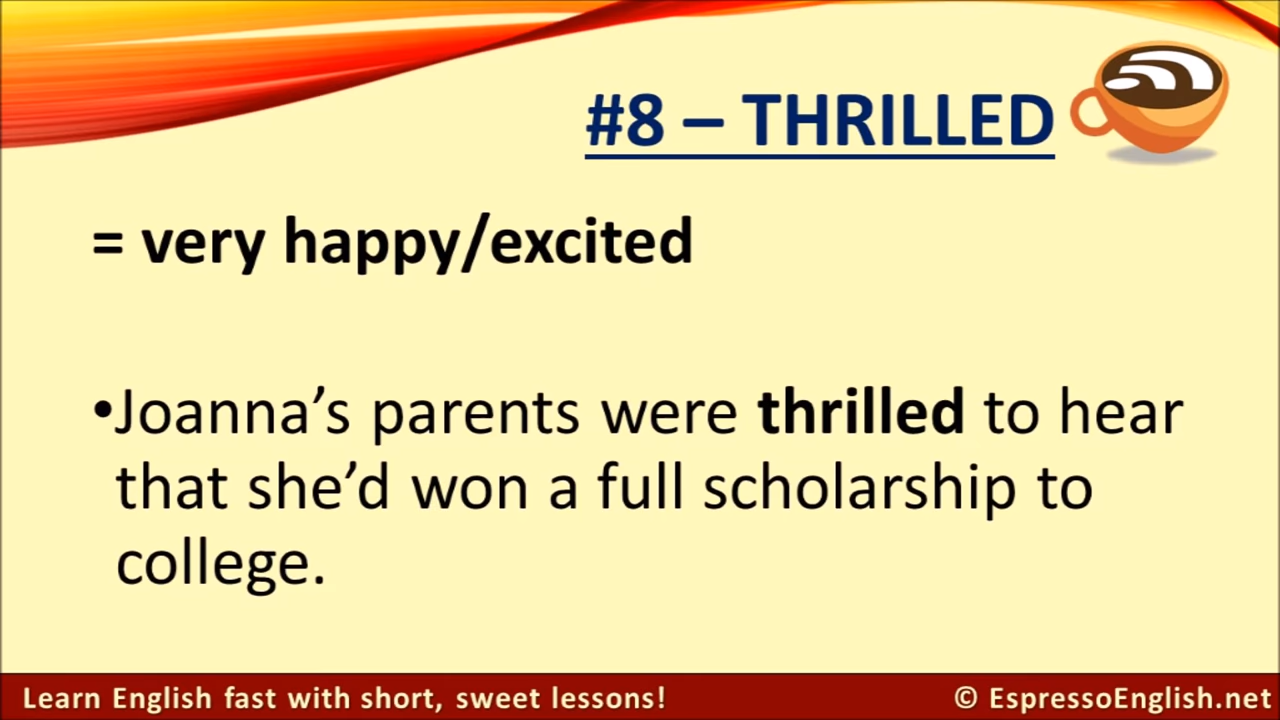 #8 – THRILLED
= very happy/excited
•Joanna’s parents were thrilled to hear
that she’d won a full scholarship to
college.
Learn English fast with short, sweet lessons!
© EspressoEnglish.net